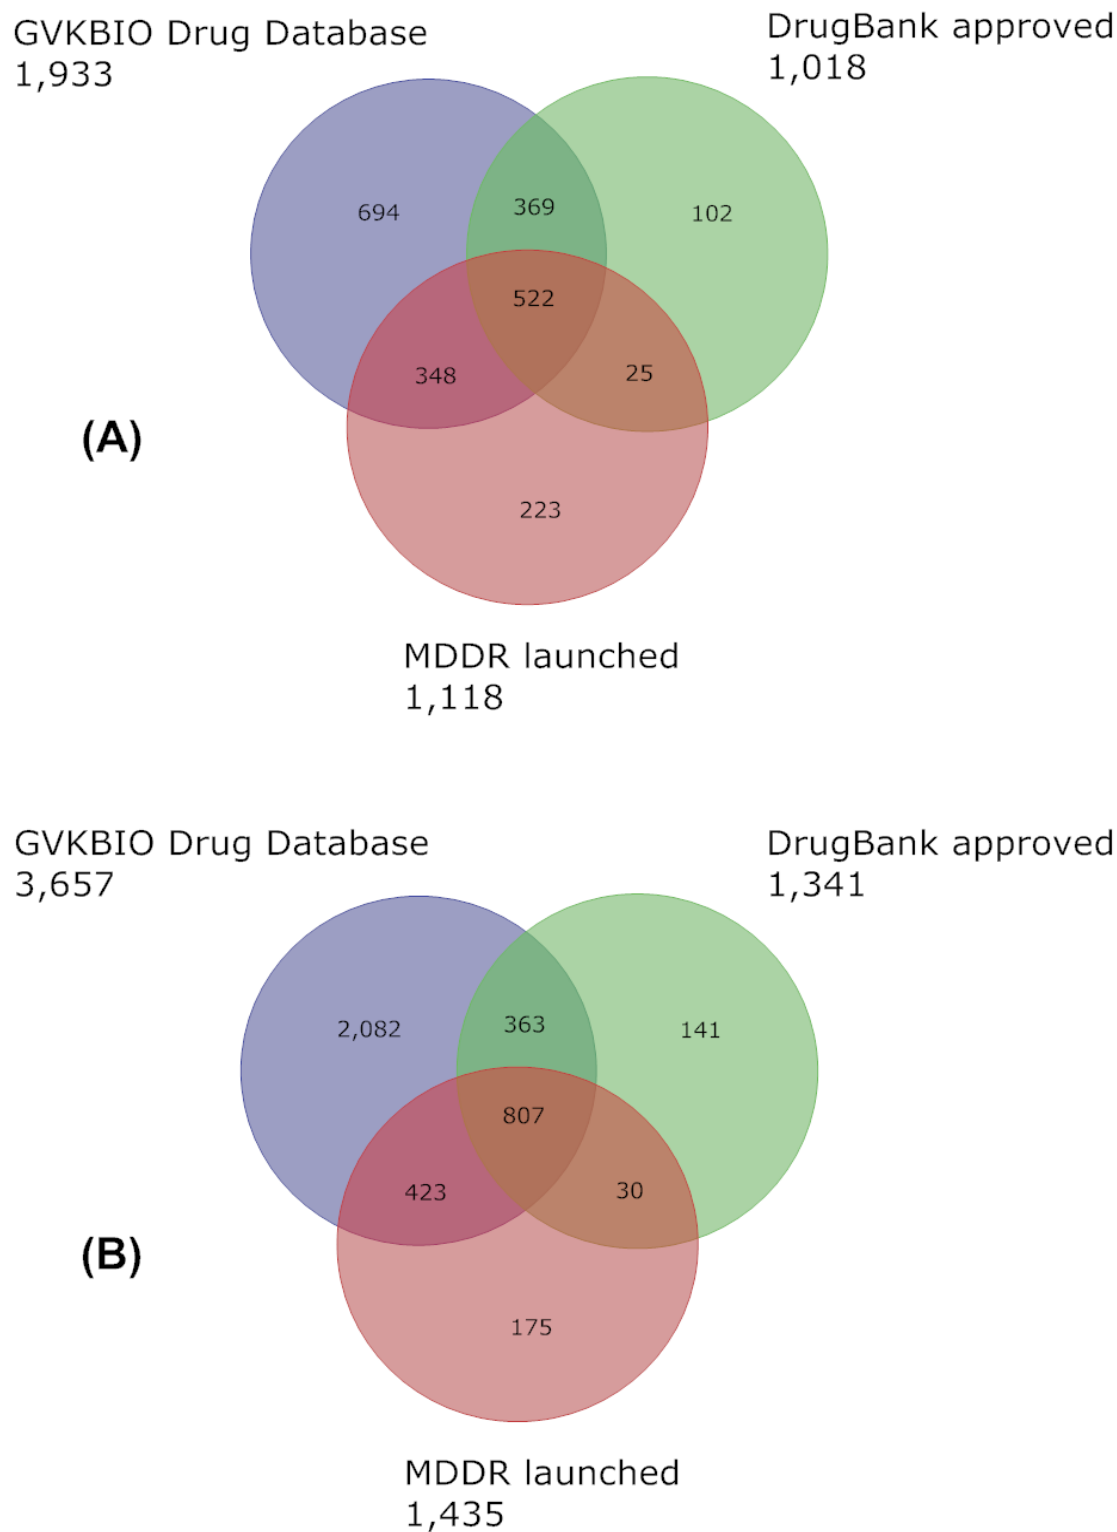 GVKBIO Drug Database
1,933
DrugBank approved
1,018
694
369
102
522
348
25
(A)
223
MDDR launched
1,118
GVKBIO Drug Database
3,657
DrugBank approved
1,341
2,082
363
141
807
423
30
(B)
175
MDDR launched
1,435